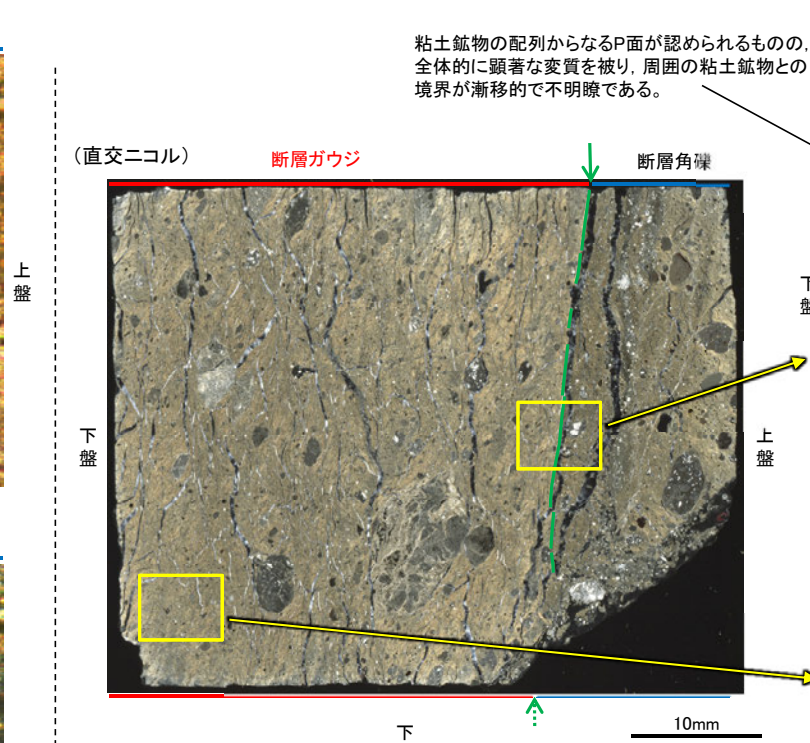 粘土鉱物の配列からなるP面が認められるものの,
全体的に顕著な変質を被り, 周囲の粘土鉱物との
境界が漸移的で不明瞭である。
(直交ニコル)
断層ガウジ
断層角礫
上盤
下盤
下盤
上盤
下
10mm